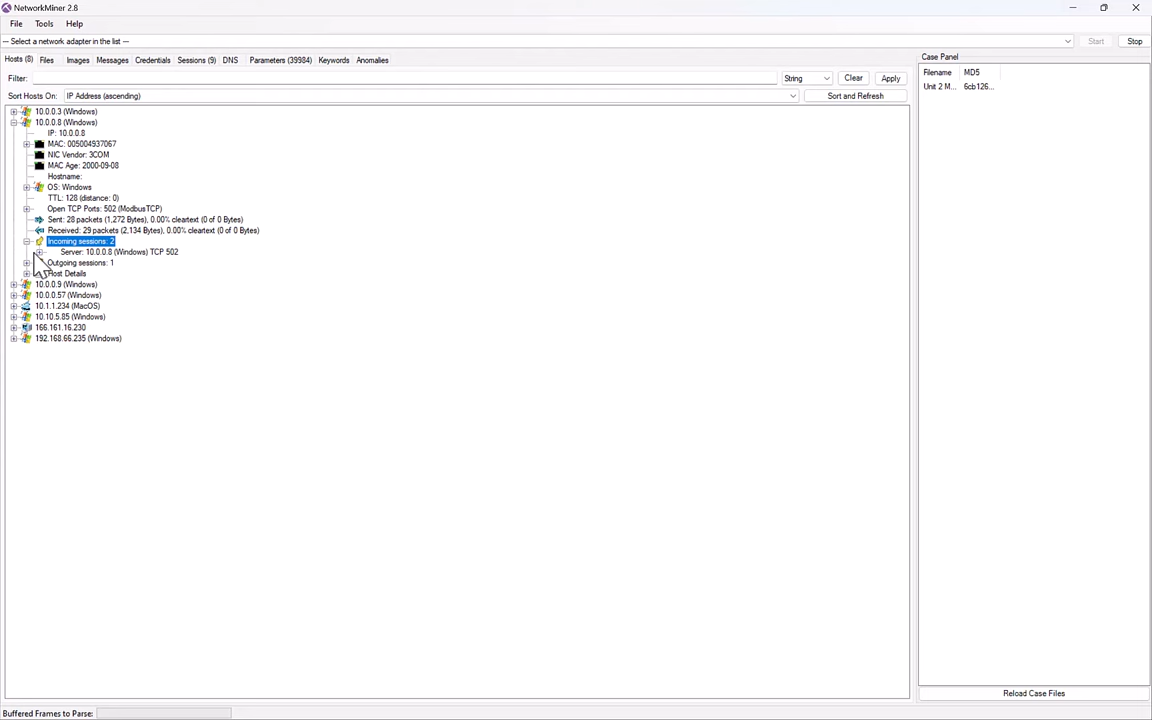 NetworkMiner 2.8
File Tools Help
--- Select a network adapter in the list ---
Start Stop
Hosts (8) Files Images Messages Credentials Sessions (9) DNS Parameters (39984) Keywords Anomalies
Case Panel
Filter: String Clear Apply
Filename MD5
Unit 2 M... 6cb126...
Sort Hosts On: IP Address (ascending) Sort and Refresh
10.0.0.3 (Windows)
10.0.0.8 (Windows)
IP: 10.0.0.8
MAC: 005004937067
NIC Vendor: 3COM
MAC Age: 2000-09-08
Hostname:
OS: Windows
TTL: 128 (distance: 0)
Open TCP Ports: 502 (ModbusTCP)
Sent: 28 packets (1,272 Bytes), 0.00% cleartext (0 of 0 Bytes)
Received: 29 packets (2,134 Bytes), 0.00% cleartext (0 of 0 Bytes)
Incoming sessions: 2
Server: 10.0.0.8 (Windows) TCP 502
Outgoing sessions: 1
Host Details
10.0.0.9 (Windows)
10.0.0.57 (Windows)
10.1.1.234 (MacOS)
10.10.5.85 (Windows)
166.161.16.230
192.168.66.235 (Windows)
Reload Case Files
Buffered Frames to Parse: